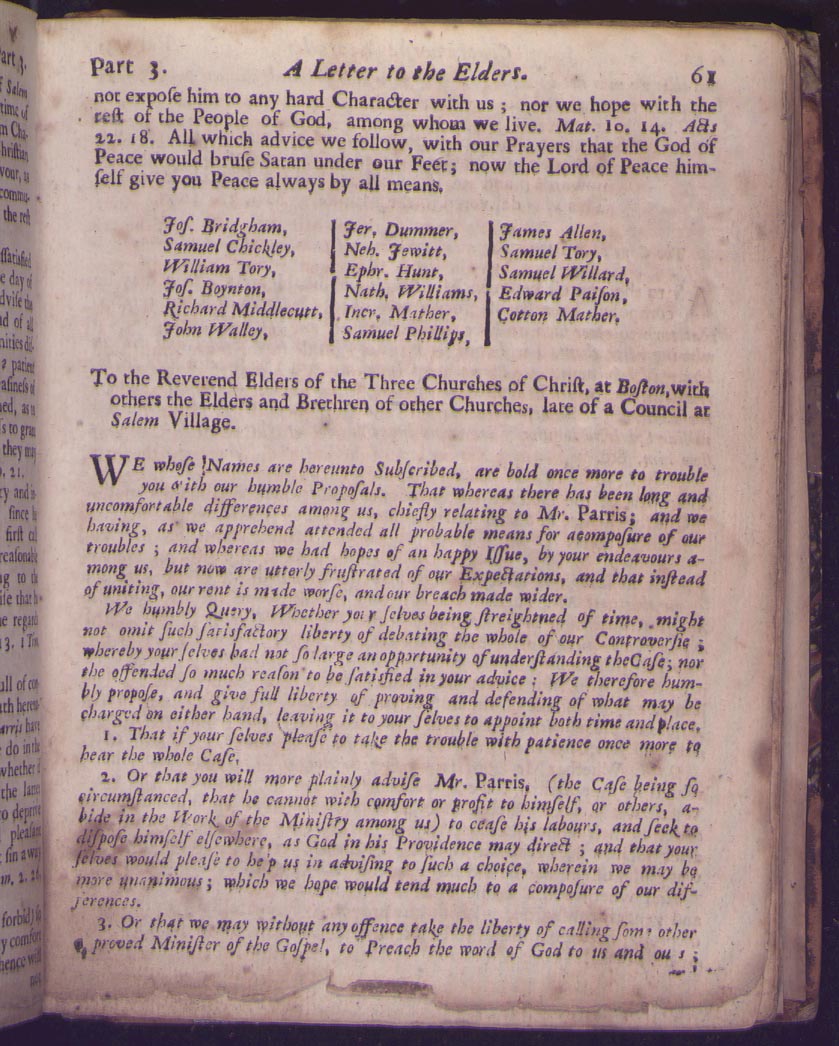 Part 3. A Letter to the Elders. 61
not expoſe him to any hard Character with us ; nor we hope with the
reſt of the People of God, among whom we live. Mat. 10. 14. Acts
22. 18. All which advice we follow, with our Prayers that the God of
Peace would bruſe Satan under our Feet; now the Lord of Peace him-
ſelf give you Peace always by all means.
Joſ. Bridgham,
Samuel Chickley,
William Tory,
Joſ. Boynton,
Richard Middlecutt,
John Walley,
Jer. Dummer,
Neh. Jewitt,
Ephr. Hunt,
Nath. Williams,
Incr. Mather,
Samuel Phillips,
James Allen,
Samuel Tory,
Samuel Willard,
Edward Paiſon,
Cotton Mather.
To the Reverend Elders of the Three Churches of Chriſt, at Boſton, with
others the Elders and Brethren of other Churches, late of a Council at
Salem Village.
WE whoſe Names are hereunto Subſcribed, are bold once more to trouble
you with our humble Propoſals. That whereas there has been long and
uncomfortable differences among us, chiefly relating to Mr. Parris; and we
having, as we apprehend attended all probable means for acompoſure of our
troubles ; and whereas we had hopes of an happy Iſſue, by your endeavours a-
mong us, but now are utterly fruſtrated of our Expectations, and that inſtead
of uniting, our rent is made worſe, and our breach made wider.
We humbly Query, Whether your ſelves being ſtreightned of time, might
not omit ſuch ſatisfactory liberty of debating the whole of our Controverſie ;
whereby your ſelves had not ſo large an opportunity of underſtanding the Caſe; nor
the offended ſo much reaſon to be ſatisfied in your advice : We therefore hum-
bly propoſe, and give full liberty of proving and defending of what may be
charged on either hand, leaving it to your ſelves to appoint both time and place.
1. That if your ſelves pleaſe to take the trouble with patience once more to
hear the whole Caſe.
2. Or that you will more plainly adviſe Mr. Parris, (the Caſe being ſo
circumſtanced, that he cannot with comfort or profit to himſelf, or others, a-
bide in the Work of the Miniſtry among us) to ceaſe his labours, and ſeek to
diſpoſe himſelf elſewhere, as God in his Providence may direct ; and that your
ſelves would pleaſe to help us in adviſing to ſuch a choice, wherein we may be
more unanimous ; which we hope would tend much to a compoſure of our dif-
ferences.
3. Or that we may without any offence take the liberty of calling ſome other
proved Miniſter of the Goſpel, to Preach the word of God to us and ours ;